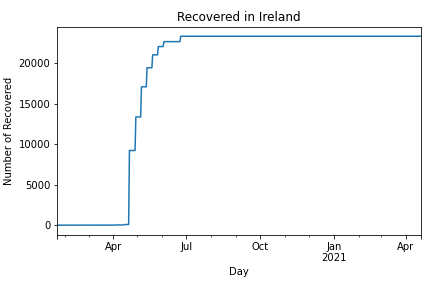 Recovered in Ireland
Number of Recovered
20000
15000
10000
5000
0
Apr
Jul
Oct
Jan
2021
Apr
Day